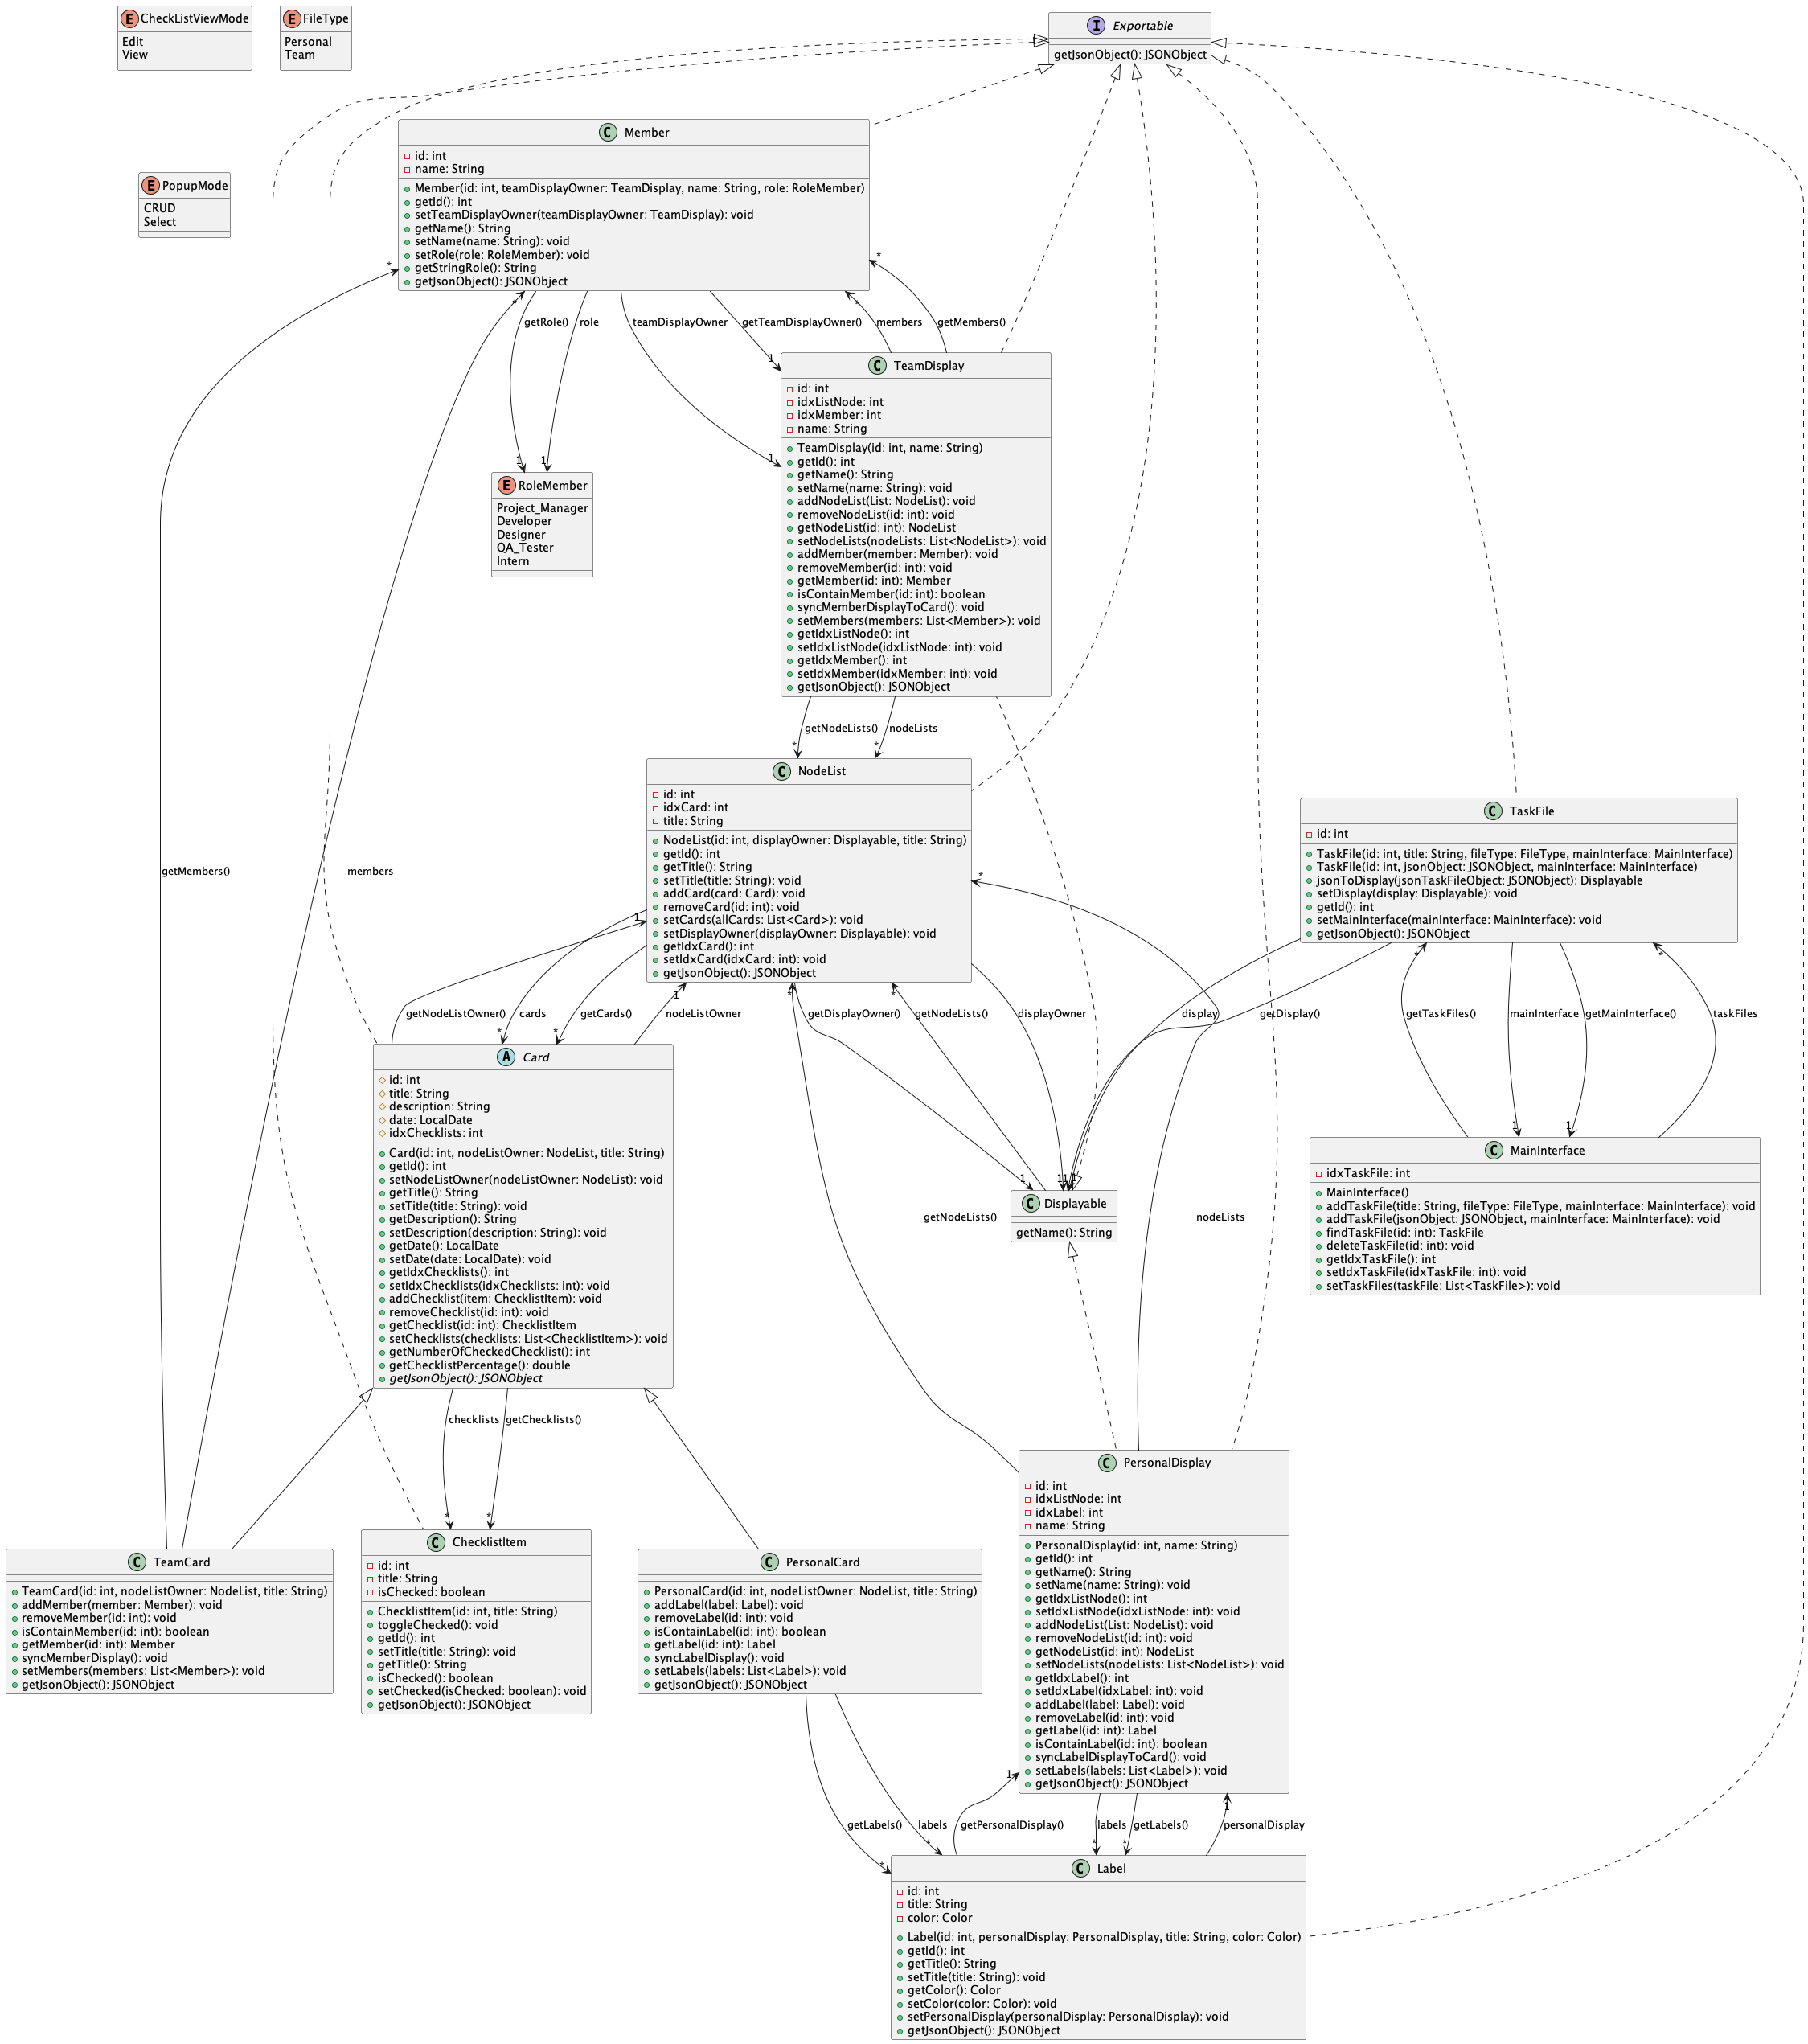 E CheckListViewMode
Edit
View
E FileType
Personal
Team
I Exportable
getJsonObject(): JSONObject
E PopupMode
CRUD
Select
C Member
id: int
name: String
Member(id: int, teamDisplayOwner: TeamDisplay, name: String, role: RoleMember)
getId(): int
setTeamDisplayOwner(teamDisplayOwner: TeamDisplay): void
getName(): String
setName(name: String): void
setRole(role: RoleMember): void
getStringRole(): String
getJsonObject(): JSONObject
*
*
*
*
getRole()
role
teamDisplayOwner
getTeamDisplayOwner()
members
getMembers()
1
1
1
1
C TeamDisplay
id: int
idxListNode: int
idxMember: int
name: String
TeamDisplay(id: int, name: String)
getId(): int
getName(): String
setName(name: String): void
addNodeList(List: NodeList): void
removeNodeList(id: int): void
getNodeList(id: int): NodeList
setNodeLists(nodeLists: List<NodeList>): void
addMember(member: Member): void
removeMember(id: int): void
getMember(id: int): Member
isContainMember(id: int): boolean
syncMemberDisplayToCard(): void
setMembers(members: List<Member>): void
getIdxListNode(): int
setIdxListNode(idxListNode: int): void
getIdxMember(): int
setIdxMember(idxMember: int): void
getJsonObject(): JSONObject
E RoleMember
Project_Manager
Developer
Designer
QA_Tester
Intern
getNodeLists()
nodeLists
*
*
C NodeList
id: int
idxCard: int
title: String
NodeList(id: int, displayOwner: Displayable, title: String)
getId(): int
getTitle(): String
setTitle(title: String): void
addCard(card: Card): void
removeCard(id: int): void
setCards(allCards: List<Card>): void
setDisplayOwner(displayOwner: Displayable): void
getIdxCard(): int
setIdxCard(idxCard: int): void
getJsonObject(): JSONObject
C TaskFile
id: int
TaskFile(id: int, title: String, fileType: FileType, mainInterface: MainInterface)
TaskFile(id: int, jsonObject: JSONObject, mainInterface: MainInterface)
jsonToDisplay(jsonTaskFileObject: JSONObject): Displayable
setDisplay(display: Displayable): void
getId(): int
setMainInterface(mainInterface: MainInterface): void
getJsonObject(): JSONObject
getMembers()
members
*
1
1
*
*
*
*
getNodeListOwner()
cards
getCards()
nodeListOwner
getDisplayOwner()
getNodeLists()
displayOwner
display
getDisplay()
getTaskFiles()
mainInterface
getMainInterface()
taskFiles
*
*
1
1
1
1
1
1
A Card
id: int
title: String
description: String
date: LocalDate
idxChecklists: int
Card(id: int, nodeListOwner: NodeList, title: String)
getId(): int
setNodeListOwner(nodeListOwner: NodeList): void
getTitle(): String
setTitle(title: String): void
getDescription(): String
setDescription(description: String): void
getDate(): LocalDate
setDate(date: LocalDate): void
getIdxChecklists(): int
setIdxChecklists(idxChecklists: int): void
addChecklist(item: ChecklistItem): void
removeChecklist(id: int): void
getChecklist(id: int): ChecklistItem
setChecklists(checklists: List<ChecklistItem>): void
getNumberOfCheckedChecklist(): int
getChecklistPercentage(): double
getJsonObject(): JSONObject
C Displayable
getName(): String
C MainInterface
idxTaskFile: int
MainInterface()
addTaskFile(title: String, fileType: FileType, mainInterface: MainInterface): void
addTaskFile(jsonObject: JSONObject, mainInterface: MainInterface): void
findTaskFile(id: int): TaskFile
deleteTaskFile(id: int): void
getIdxTaskFile(): int
setIdxTaskFile(idxTaskFile: int): void
setTaskFiles(taskFile: List<TaskFile>): void
getNodeLists()
nodeLists
checklists
getChecklists()
*
*
C TeamCard
TeamCard(id: int, nodeListOwner: NodeList, title: String)
addMember(member: Member): void
removeMember(id: int): void
isContainMember(id: int): boolean
getMember(id: int): Member
syncMemberDisplay(): void
setMembers(members: List<Member>): void
getJsonObject(): JSONObject
C ChecklistItem
id: int
title: String
isChecked: boolean
ChecklistItem(id: int, title: String)
toggleChecked(): void
getId(): int
setTitle(title: String): void
getTitle(): String
isChecked(): boolean
setChecked(isChecked: boolean): void
getJsonObject(): JSONObject
C PersonalCard
PersonalCard(id: int, nodeListOwner: NodeList, title: String)
addLabel(label: Label): void
removeLabel(id: int): void
isContainLabel(id: int): boolean
getLabel(id: int): Label
syncLabelDisplay(): void
setLabels(labels: List<Label>): void
getJsonObject(): JSONObject
C PersonalDisplay
id: int
idxListNode: int
idxLabel: int
name: String
PersonalDisplay(id: int, name: String)
getId(): int
getName(): String
setName(name: String): void
getIdxListNode(): int
setIdxListNode(idxListNode: int): void
addNodeList(List: NodeList): void
removeNodeList(id: int): void
getNodeList(id: int): NodeList
setNodeLists(nodeLists: List<NodeList>): void
getIdxLabel(): int
setIdxLabel(idxLabel: int): void
addLabel(label: Label): void
removeLabel(id: int): void
getLabel(id: int): Label
isContainLabel(id: int): boolean
syncLabelDisplayToCard(): void
setLabels(labels: List<Label>): void
getJsonObject(): JSONObject
1
1
getLabels()
labels
getPersonalDisplay()
labels
getLabels()
personalDisplay
*
*
*
*
C Label
id: int
title: String
color: Color
Label(id: int, personalDisplay: PersonalDisplay, title: String, color: Color)
getId(): int
getTitle(): String
setTitle(title: String): void
getColor(): Color
setColor(color: Color): void
setPersonalDisplay(personalDisplay: PersonalDisplay): void
getJsonObject(): JSONObject